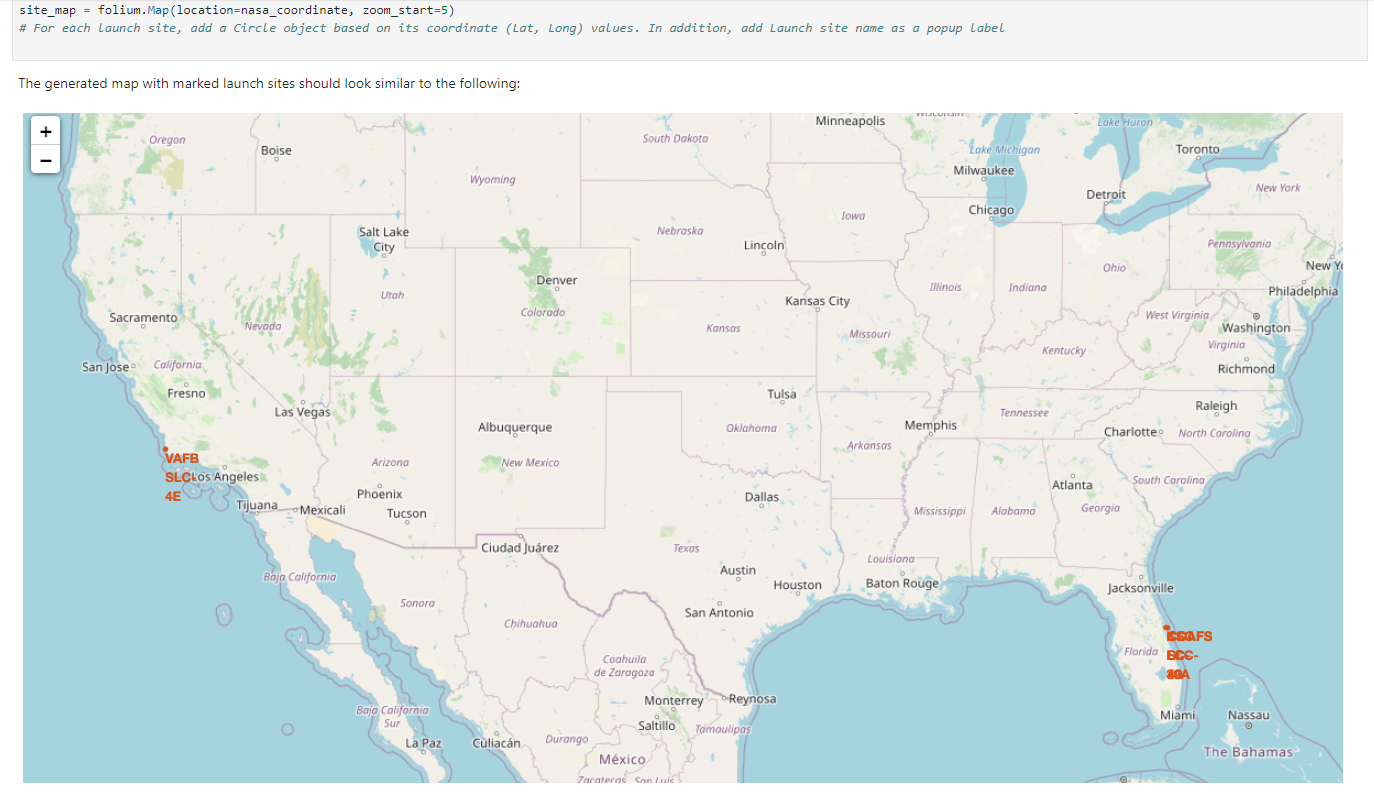 site_map = folium.Map(location=nasa_coordinate, zoom_start=5)
# For each launch site, add a Circle object based on its coordinate (Lat, Long) values. In addition, add Launch site name as a popup label
The generated map with marked launch sites should look similar to the following:
+
−
Oregon
Boise
South Dakota
Minneapolis
Wisconsin
Lake Huron
Toronto
Lake Michigan
Milwaukee
Wyoming
Detroit
New York
Chicago
Iowa
Salt Lake
City
Nebraska
Lincoln
Pennsylvania
New Yo
Ohio
Denver
Utah
Illinois
Indiana
Philadelphia
Kansas City
Colorado
Sacramento
Nevada
Kansas
Missouri
West Virginia
Washington
Virginia
Kentucky
San Jose
California
Richmond
Fresno
Tulsa
Las Vegas
Tennessee
Raleigh
Albuquerque
Oklahoma
Memphis
Charlotte
North Carolina
Arkansas
VAFB
SLC-
4E
Los Angeles
Arizona
New Mexico
Phoenix
Atlanta
South Carolina
Tijuana
Mexicali
Tucson
Dallas
Mississippi
Alabama
Georgia
Ciudad Juárez
Texas
Louisiana
Baja California
Austin
Houston
Baton Rouge
Jacksonville
Sonora
San Antonio
Chihuahua
Florida
Coahuila
de Zaragoza
Monterrey
Reynosa
Baja California
Sur
Saltillo
Tamaulipas
Miami
Nassau
La Paz
Culiacán
Durango
México
The Bahamas
Zacatecas
San Luis